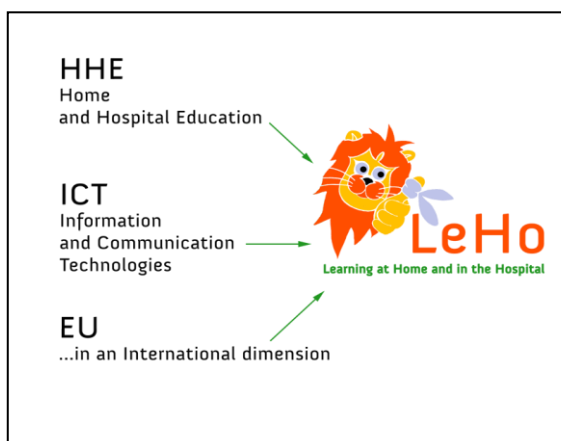 HHE
Home
and Hospital Education
ICT
Information
and Communication
Technologies
EU
...in an International dimension
LeHo
Learning at Home and in the Hospital